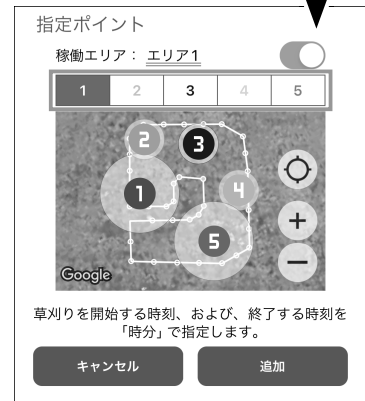 指定ポイント
稼働エリア： エリア1
1 2 3 4 5
2
3
1
4
5
+
−
Google
草刈りを開始する時刻、および、終了する時刻を
「時分」で指定します。
キャンセル 追加